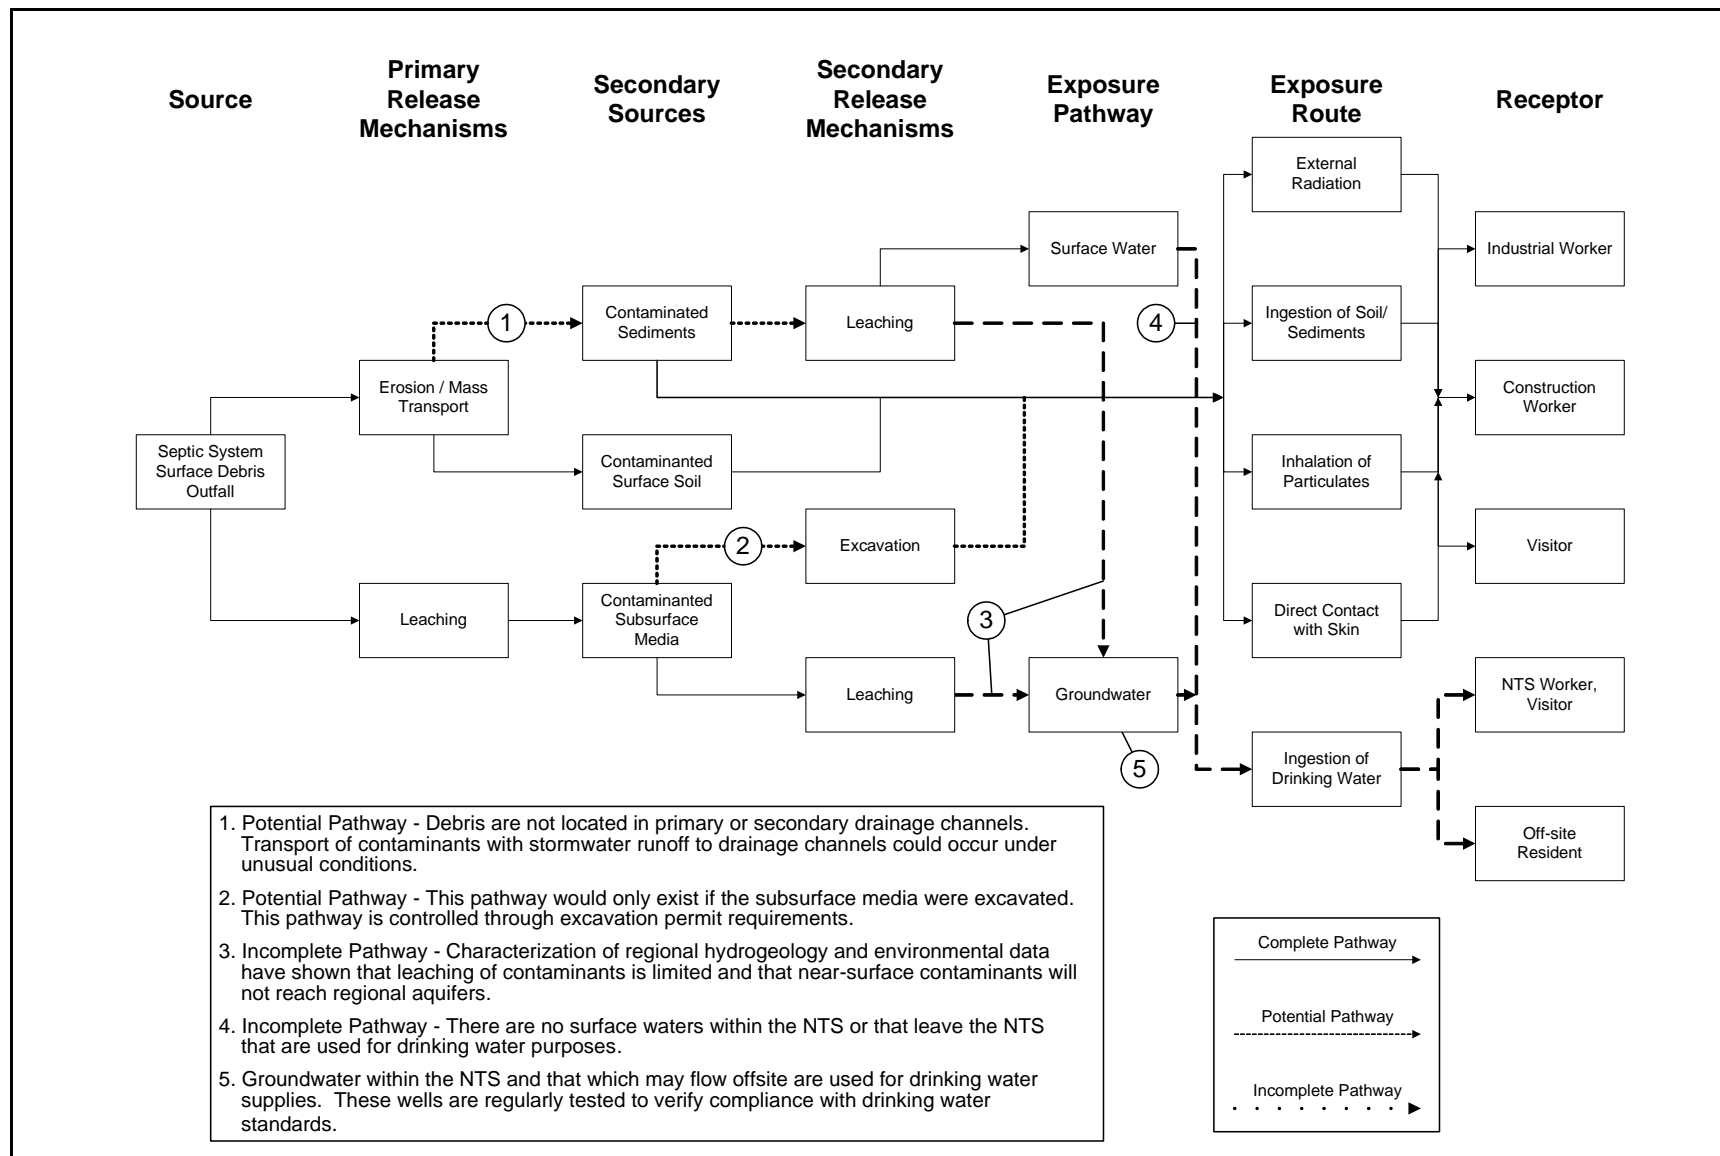 Source
Primary
Release
Mechanisms
Secondary
Sources
Secondary
Release
Mechanisms
Exposure
Pathway
Exposure
Route
Receptor
External
Radiation
Surface Water
Industrial Worker
1
Contaminated
Sediments
Leaching
4
Ingestion of Soil/
Sediments
Erosion / Mass
Transport
Construction
Worker
Septic System
Surface Debris
Outfall
Contaminanted
Surface Soil
Inhalation of
Particulates
2
Excavation
Visitor
Leaching
Contaminanted
Subsurface
Media
3
Direct Contact
with Skin
Leaching
Groundwater
NTS Worker,
Visitor
5
Ingestion of
Drinking Water
Off-site
Resident
1. Potential Pathway - Debris are not located in primary or secondary drainage channels.
Transport of contaminants with stormwater runoff to drainage channels could occur under
unusual conditions.
2. Potential Pathway - This pathway would only exist if the subsurface media were excavated.
This pathway is controlled through excavation permit requirements.
3. Incomplete Pathway - Characterization of regional hydrogeology and environmental data
have shown that leaching of contaminants is limited and that near-surface contaminants will
not reach regional aquifers.
4. Incomplete Pathway - There are no surface waters within the NTS or that leave the NTS
that are used for drinking water purposes.
5. Groundwater within the NTS and that which may flow offsite are used for drinking water
supplies.  These wells are regularly tested to verify compliance with drinking water
standards.
Complete Pathway
Potential Pathway
Incomplete Pathway